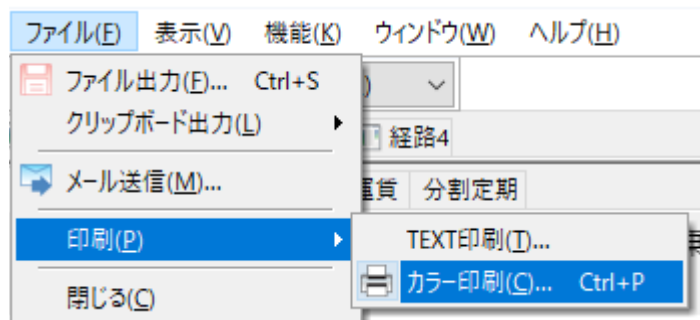 ファイル(F) 表示(V) 機能(K) ウィンドウ(W) ヘルプ(H)
ファイル出力(F)... Ctrl+S
)
クリップボード出力(L)
経路4
メール送信(M)...
運賃 分割定期
印刷(P)
TEXT印刷(T)...
カラー印刷(C)... Ctrl+P
閉じる(C)